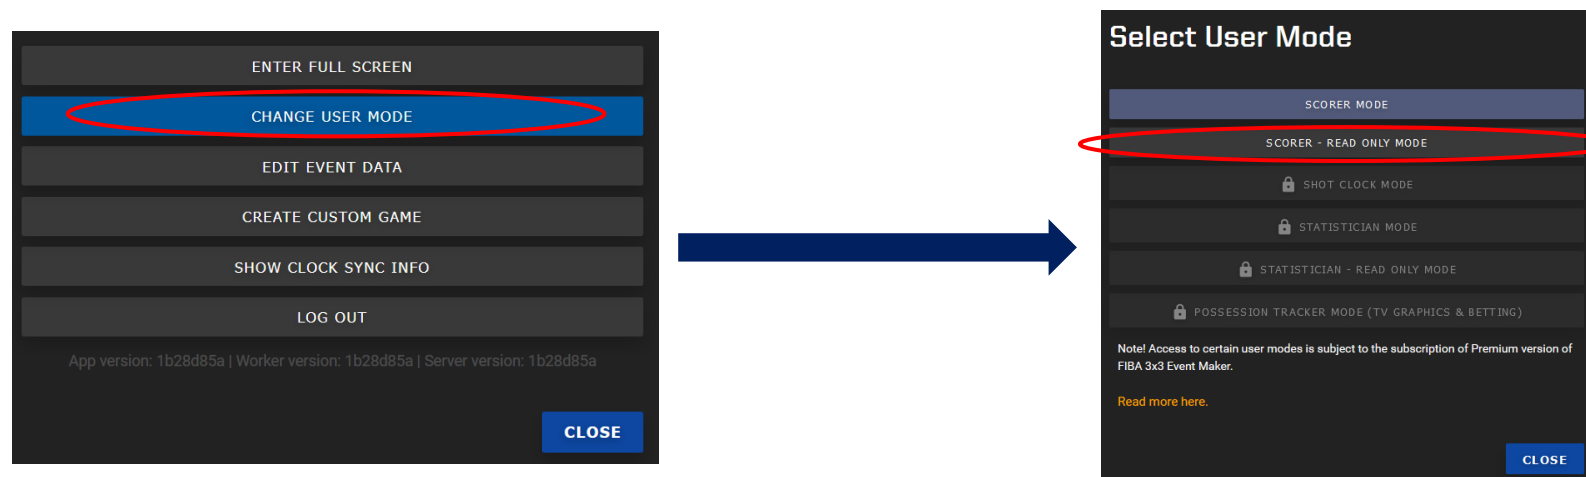 ENTER FULL SCREEN
CHANGE USER MODE
EDIT EVENT DATA
CREATE CUSTOM GAME
SHOW CLOCK SYNC INFO
LOG OUT
App version: 1b28d85a | Worker version: 1b28d85a | Server version: 1b28d85a
CLOSE
Select User Mode
SCORER MODE
SCORER - READ ONLY MODE
SHOT CLOCK MODE
STATISTICIAN MODE
STATISTICIAN - READ ONLY MODE
POSSESSION TRACKER MODE (TV GRAPHICS & BETTING)
Note! Access to certain user modes is subject to the subscription of Premium version of
FIBA 3x3 Event Maker.
Read more here.
CLOSE